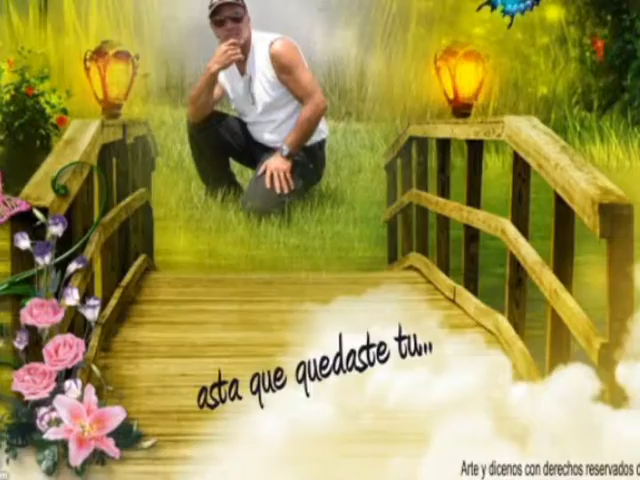 asta que quedaste tu...
Arte y dicenos con derechos reservados